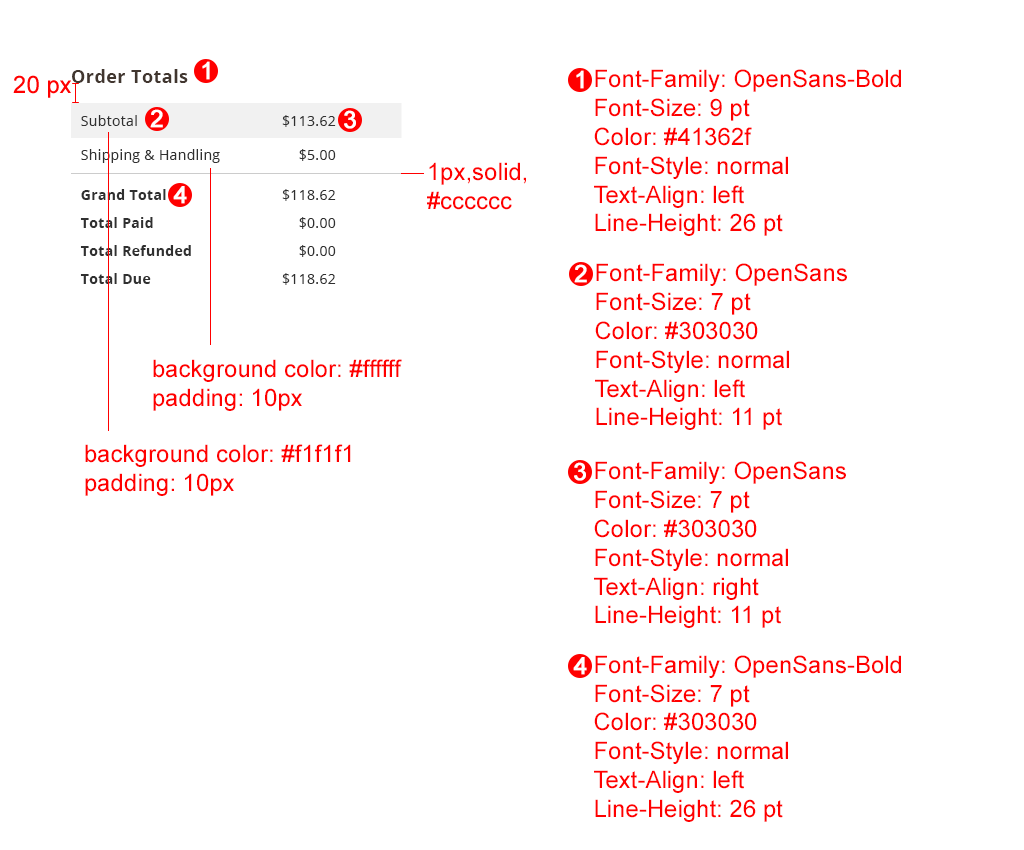 Order Totals 1
20 px
Subtotal 2 $113.62 3
Shipping & Handling $5.00
1px,solid,
#cccccc
Grand Total 4 $118.62
Total Paid $0.00
Total Refunded $0.00
Total Due $118.62
background color: #ffffff
padding: 10px
background color: #f1f1f1
padding: 10px
1 Font-Family: OpenSans-Bold
Font-Size: 9 pt
Color: #41362f
Font-Style: normal
Text-Align: left
Line-Height: 26 pt
2 Font-Family: OpenSans
Font-Size: 7 pt
Color: #303030
Font-Style: normal
Text-Align: left
Line-Height: 11 pt
3 Font-Family: OpenSans
Font-Size: 7 pt
Color: #303030
Font-Style: normal
Text-Align: right
Line-Height: 11 pt
4 Font-Family: OpenSans-Bold
Font-Size: 7 pt
Color: #303030
Font-Style: normal
Text-Align: left
Line-Height: 26 pt